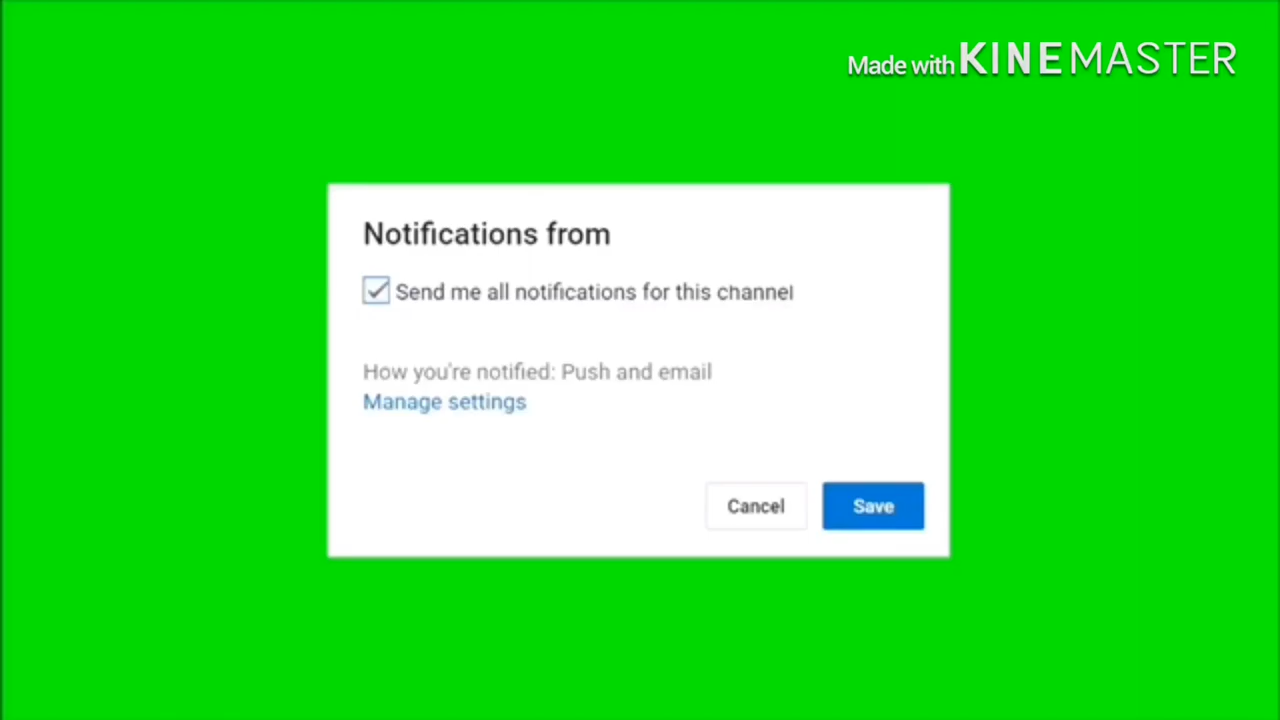 Made with KINEMASTER
Notifications from
Send me all notifications for this channel
How you're notified: Push and email
Manage settings
Cancel
Save